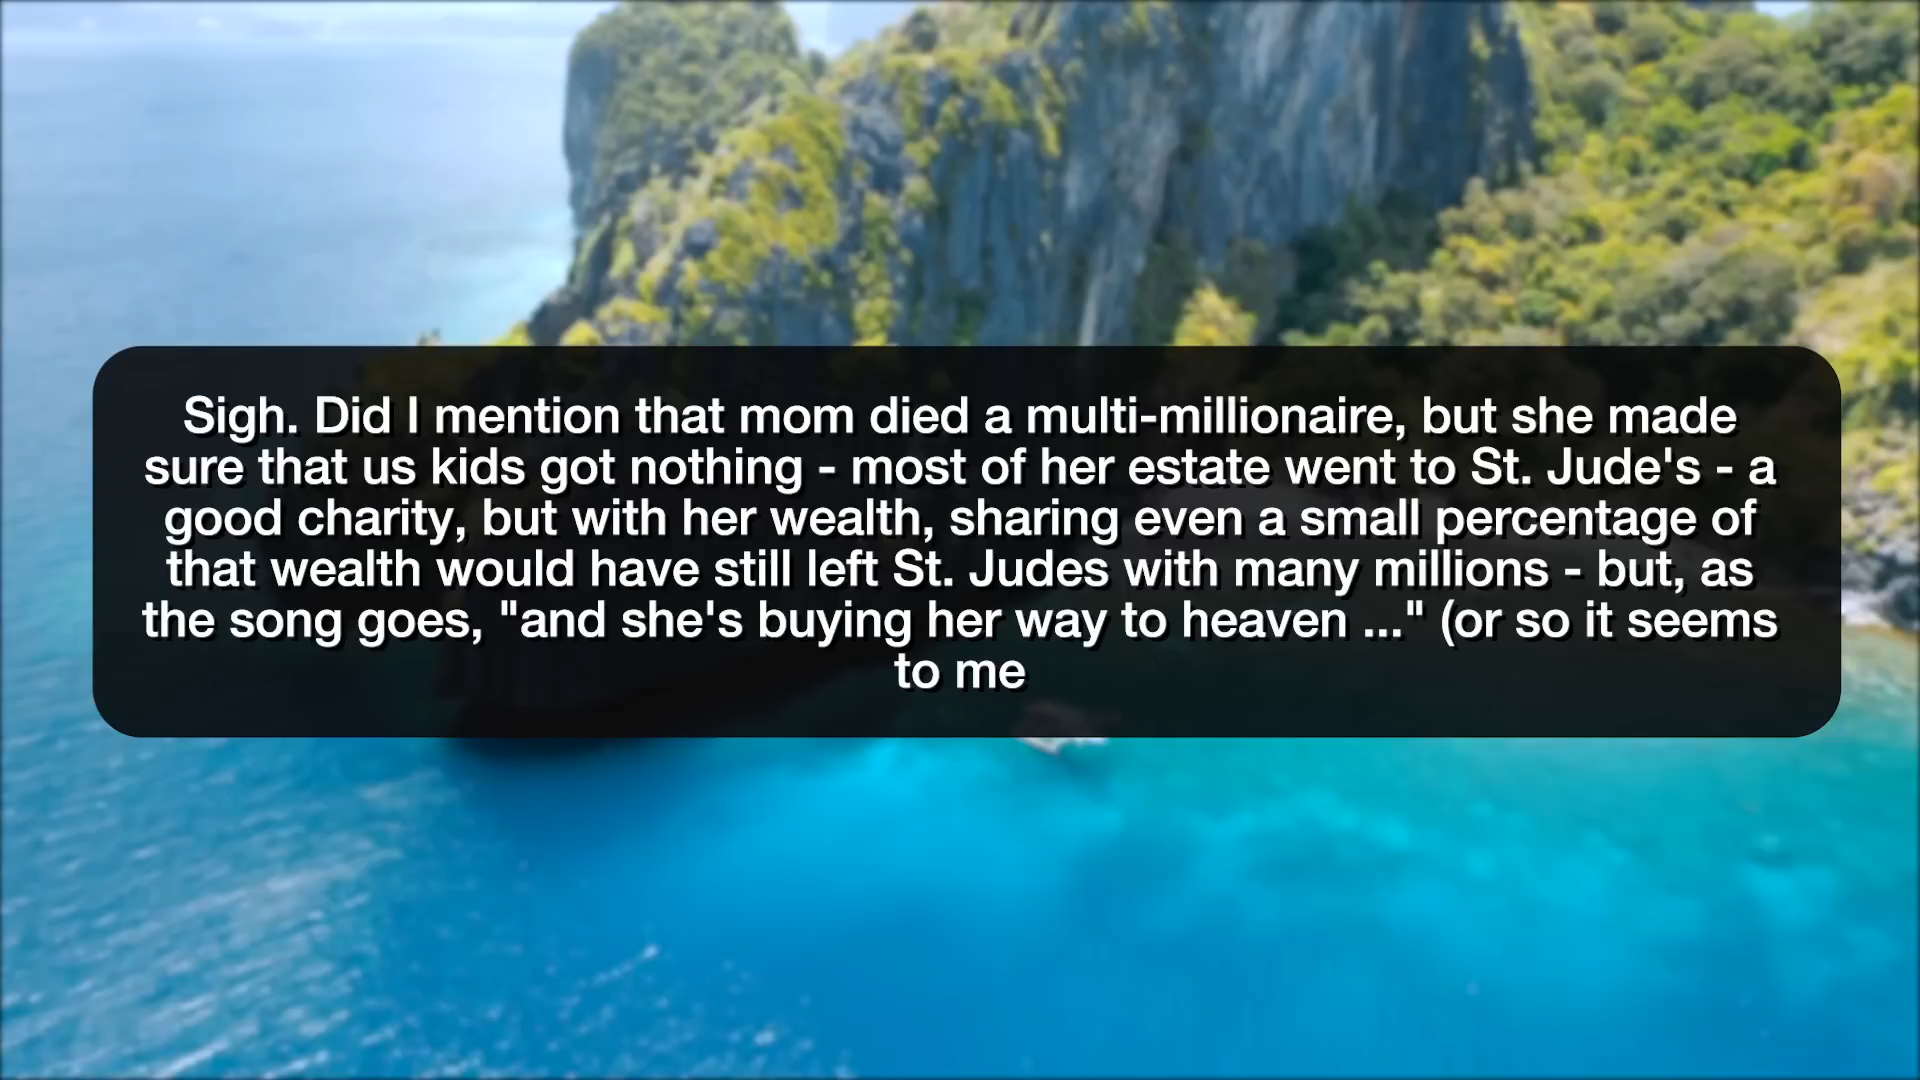 Sigh. Did I mention that mom died a multi-millionaire, but she made
sure that us kids got nothing - most of her estate went to St. Jude's - a
good charity, but with her wealth, sharing even a small percentage of
that wealth would have still left St. Judes with many millions - but, as
the song goes, "and she's buying her way to heaven ..." (or so it seems
to me